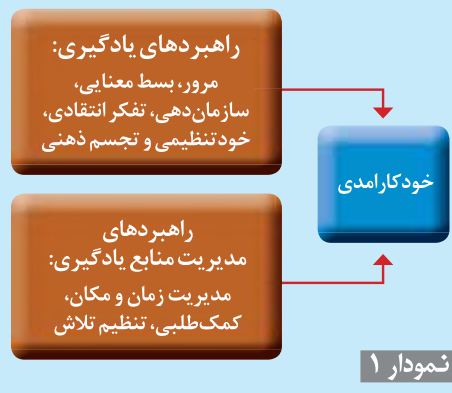 راهبردهای یادگیری:
مرور، بسط معنایی،
سازمان‌دهی، تفکر انتقادی،
خودتنظیمی و تجسم ذهنی
خودکارامدی
راهبردهای
مدیریت منابع یادگیری:
مدیریت زمان و مکان،
کمک‌طلبی، تنظیم تلاش
نمودار ۱